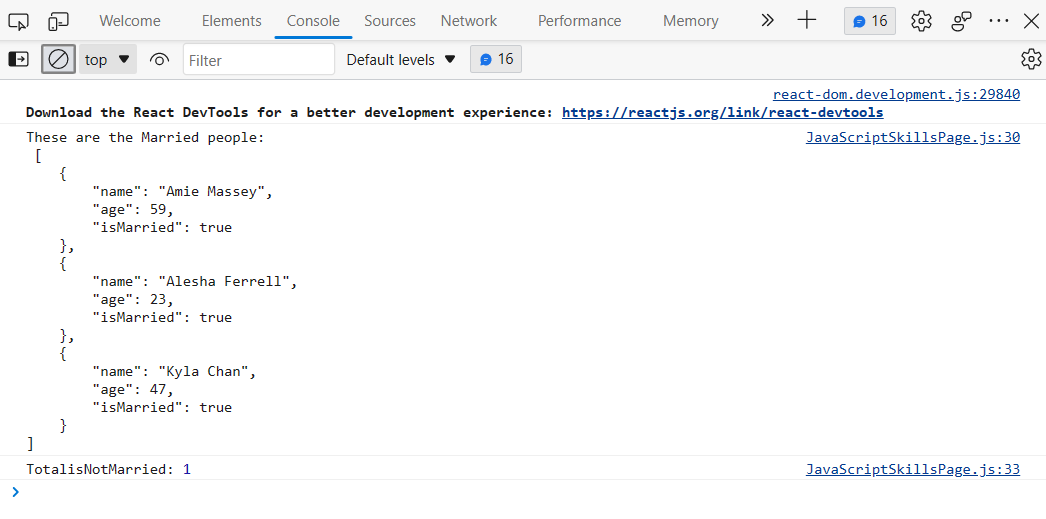 Welcome Elements Console Sources Network Performance Memory 16
top Filter Default levels 16
react-dom.development.js:29840
Download the React DevTools for a better development experience: https://reactjs.org/link/react-devtools
These are the Married people: JavaScriptSkillsPage.js:30
[
{
"name": "Amie Massey",
"age": 59,
"isMarried": true
},
{
"name": "Alesha Ferrell",
"age": 23,
"isMarried": true
},
{
"name": "Kyla Chan",
"age": 47,
"isMarried": true
}
]
TotalisNotMarried: 1 JavaScriptSkillsPage.js:33